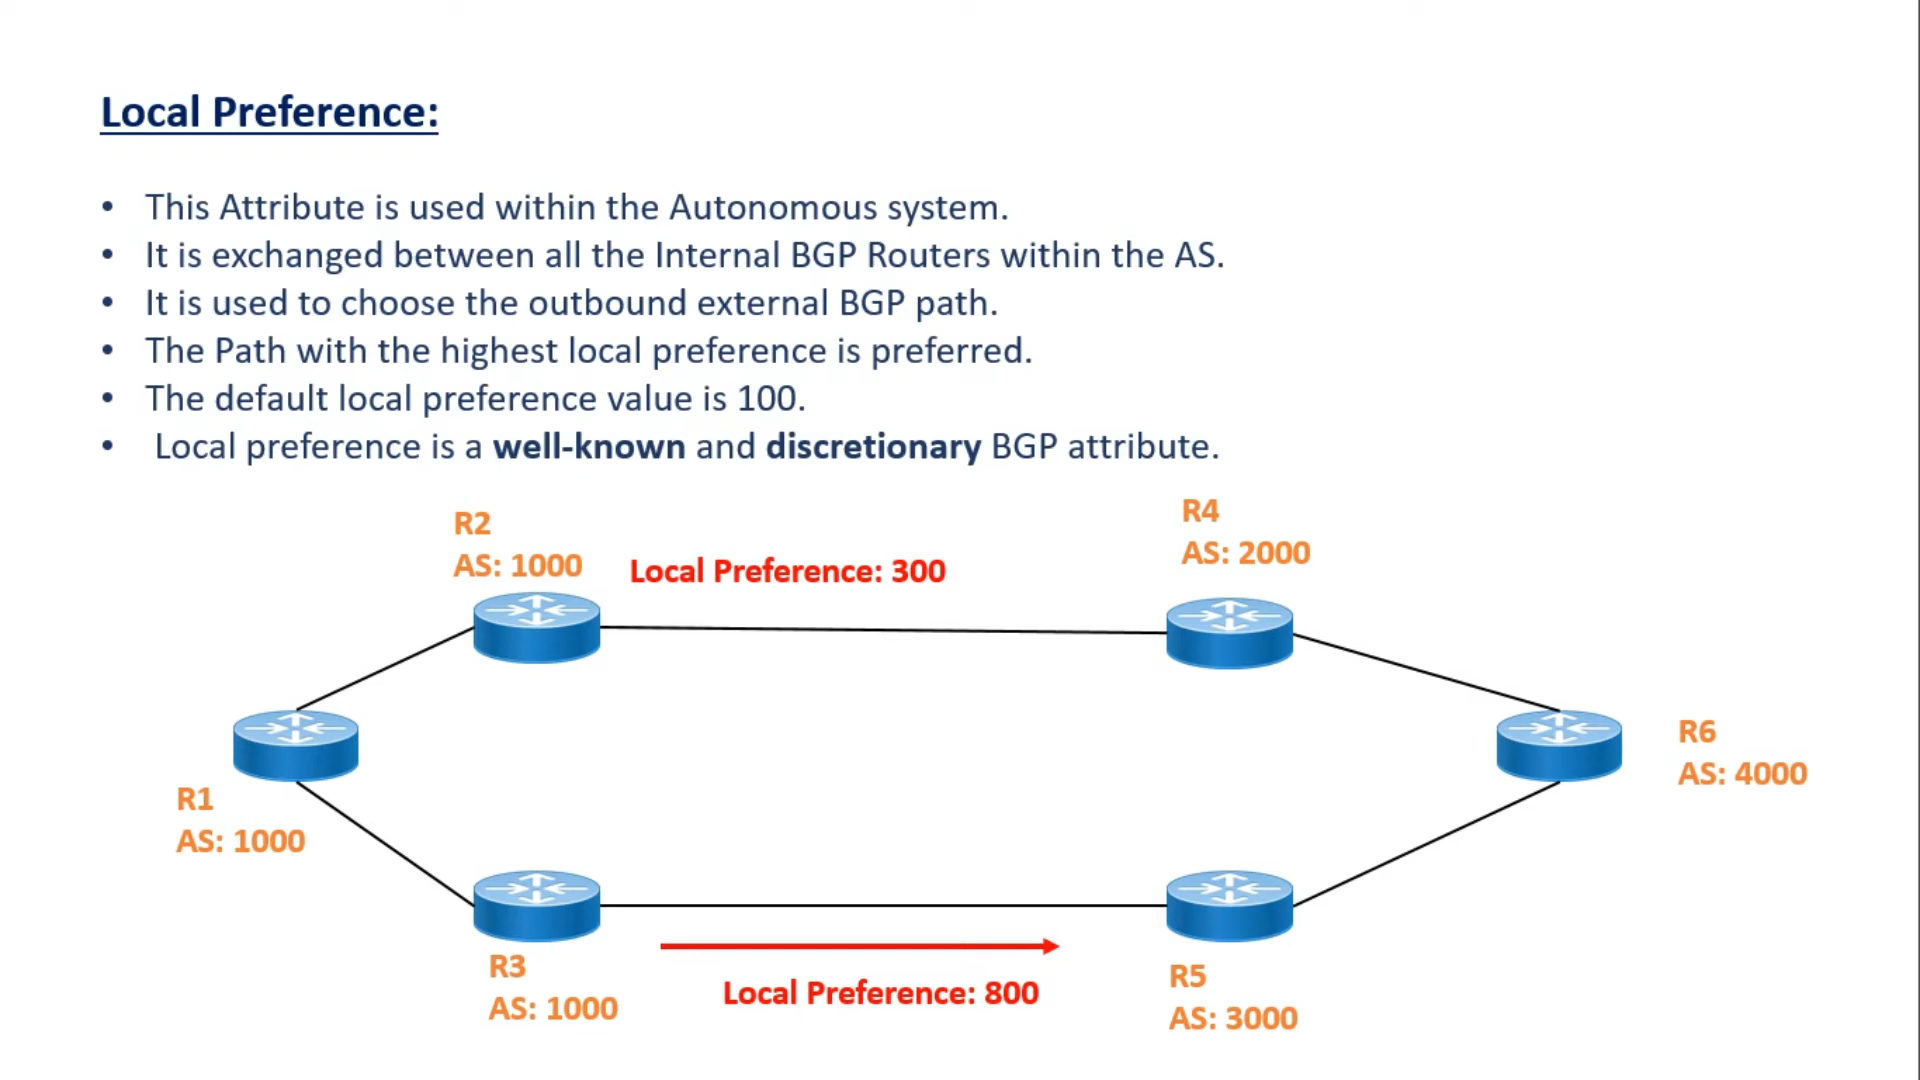 Local Preference:
• This Attribute is used within the Autonomous system.
• It is exchanged between all the Internal BGP Routers within the AS.
• It is used to choose the outbound external BGP path.
• The Path with the highest local preference is preferred.
• The default local preference value is 100.
• Local preference is a well-known and discretionary BGP attribute.
R2
AS: 1000
Local Preference: 300
R4
AS: 2000
R1
AS: 1000
R6
AS: 4000
R3
AS: 1000
Local Preference: 800
R5
AS: 3000